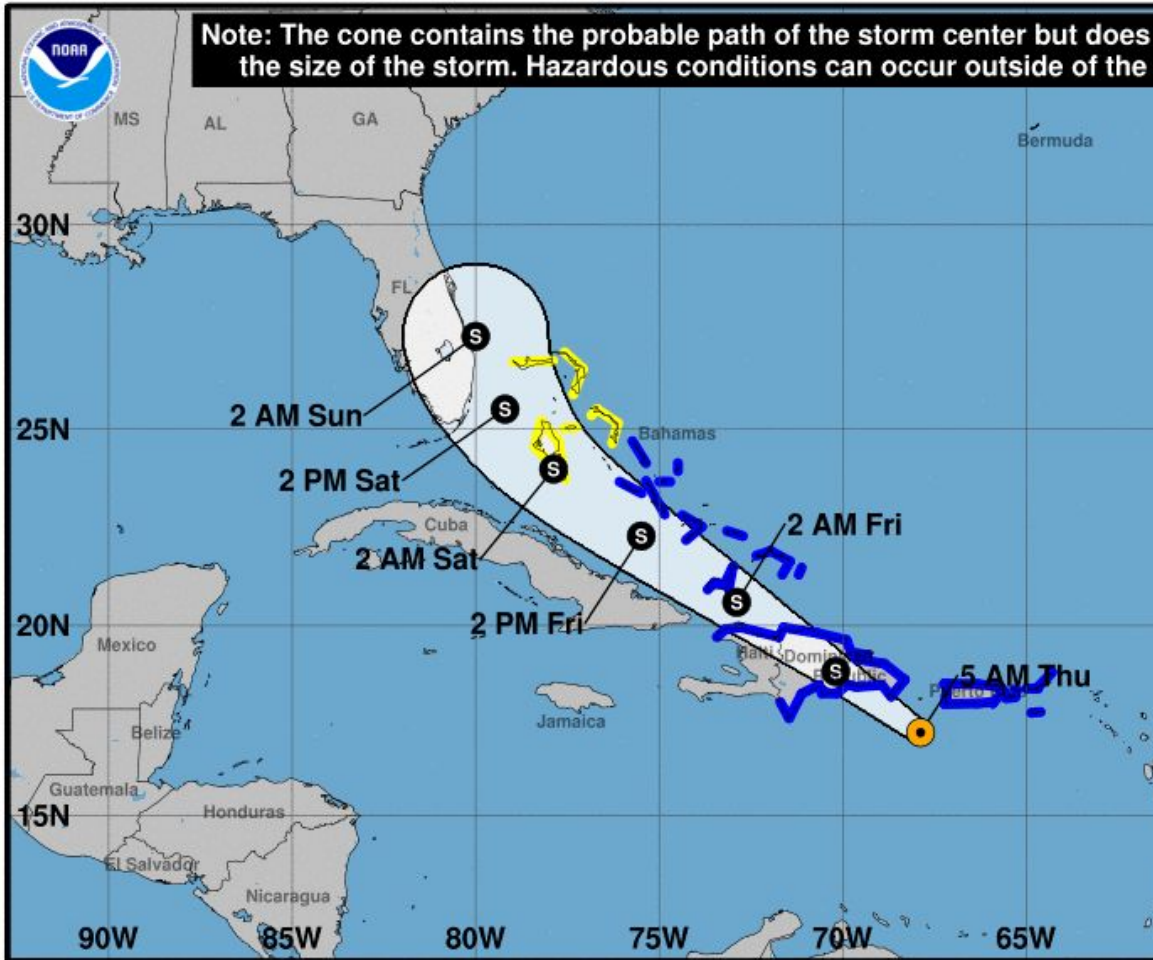 Note: The cone contains the probable path of the storm center but does
the size of the storm. Hazardous conditions can occur outside of the
NOAA
MS
AL
GA
Bermuda
30N
FL
S
2 AM Sun
S
25N
Bahamas
2 PM Sat
S
Cuba
2 AM Fri
S
2 AM Sat
S
20N
2 PM Fri
Mexico
Haiti
S
5 AM Thu
Jamaica
Belize
Guatemala
Honduras
15N
El Salvador
Nicaragua
90W
85W
80W
75W
70W
65W